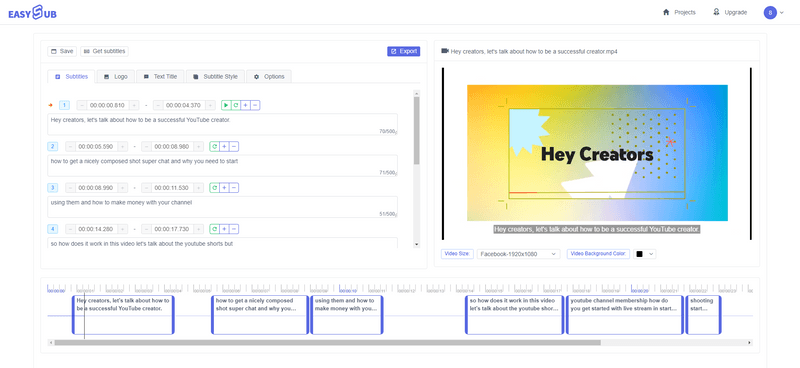 EASYSUB
Projects
Upgrade
B
Save
Get subtitles
Export
Hey creators, let's talk about how to be a successful creator.mp4
Subtitles
Logo
Text Title
Subtitle Style
Options
1
00:00:00.810
-
00:00:04.370
Hey creators, let's talk about how to be a successful YouTube creator.
70/500
2
00:00:05.590
-
00:00:08.980
how to get a nicely composed shot super chat and why you need to start
71/500
3
00:00:08.990
-
00:00:11.530
using them and how to make money with your channel
51/500
4
00:00:14.280
-
00:00:17.730
so how does it work in this video let's talk about the youtube shorts but
Hey Creators
Hey creators, let's talk about how to be a successful YouTube creator.
Video Size
Facebook-1920x1080
Video Background Color
Hey creators, let's talk about how to
be a successful YouTube creator.
how to get a nicely composed
shot super chat and why you...
using them and how to
make money with you...
so how does it work in this video
let's talk about the youtube shor...
youtube channel membership how do
you get started with live stream in start...
shooting
start...